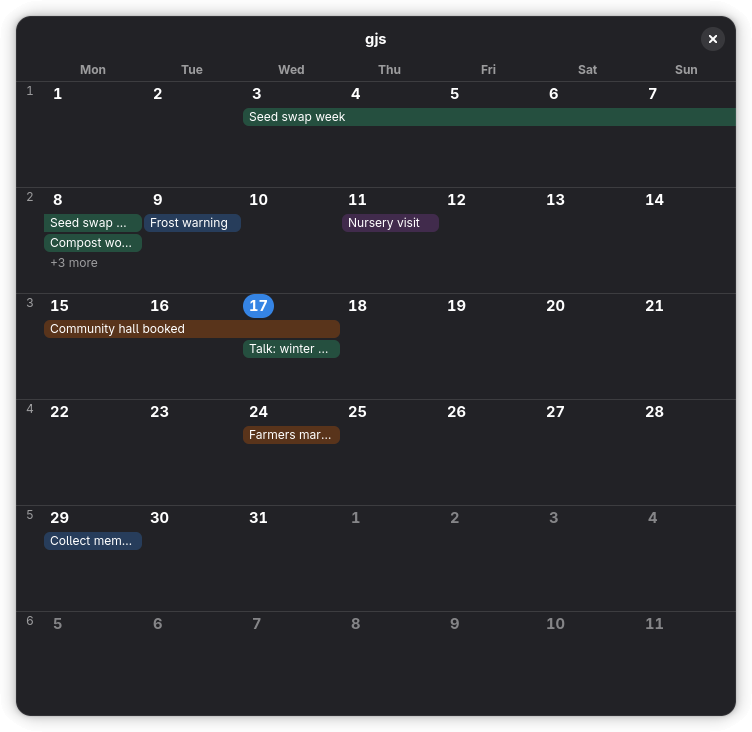 gjs
Mon Tue Wed Thu Fri Sat Sun
1 1 2 3 4 5 6 7
Seed swap week
2 8 9 10 11 12 13 14
Seed swap ... Frost warning Nursery visit
Compost wo...
+3 more
3 15 16 17 18 19 20 21
Community hall booked
Talk: winter ...
4 22 23 24 25 26 27 28
Farmers mar...
5 29 30 31 1 2 3 4
Collect mem...
6 5 6 7 8 9 10 11